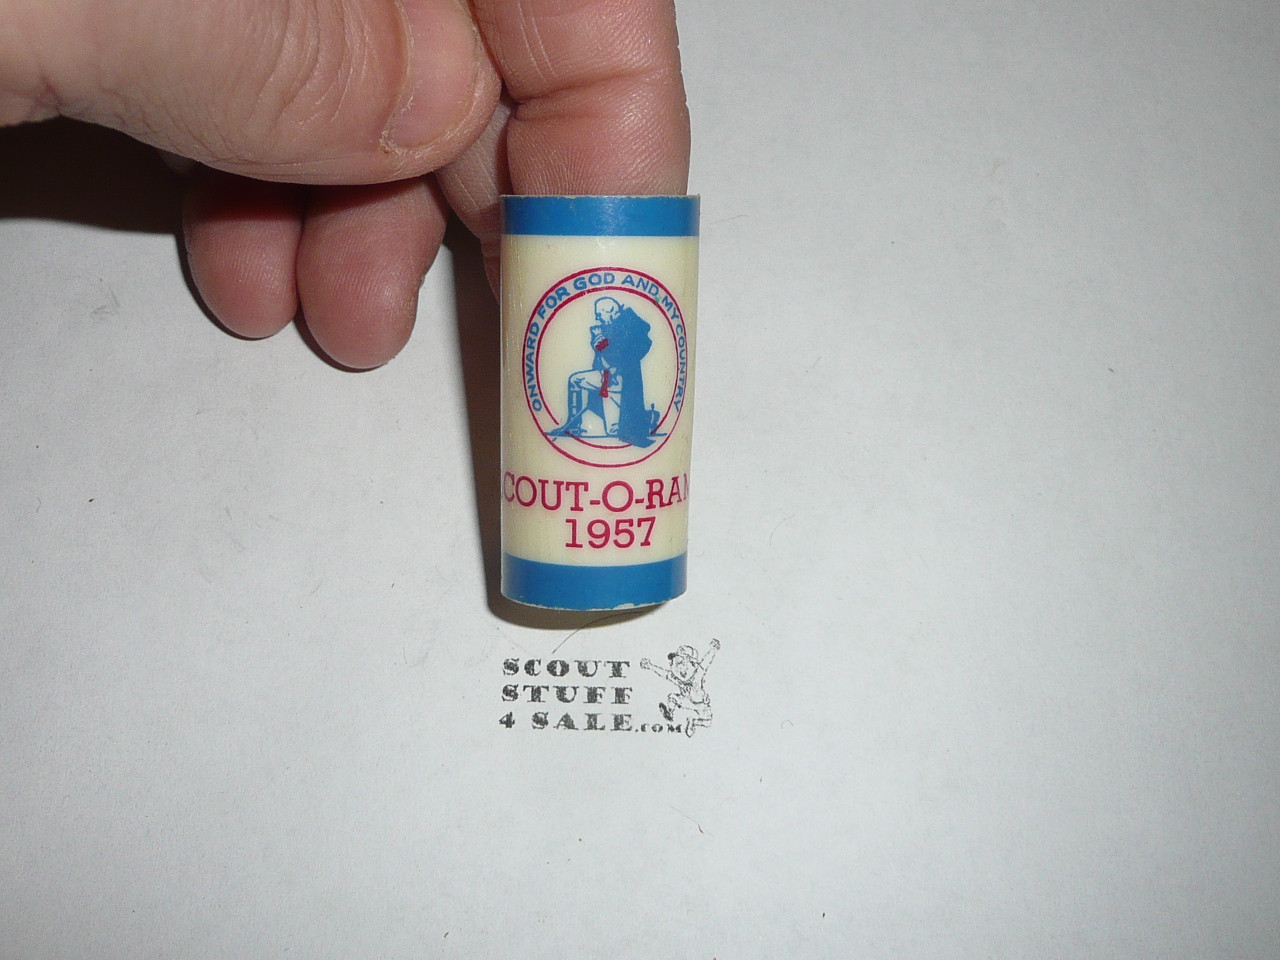 ONWARD FOR GOD AND MY COUNTRY
COUT-O-RAM
1957
SCOUT
STUFF
4 SALE.COM